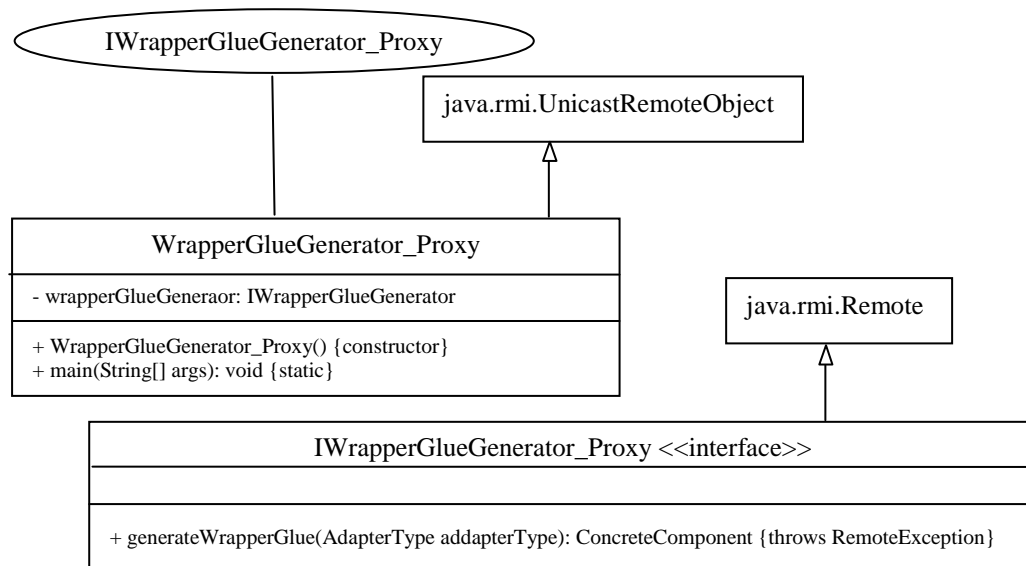 IWrapperGlueGenerator_Proxy
java.rmi.UnicastRemoteObject
WrapperGlueGenerator_Proxy
- wrapperGlueGeneraor: IWrapperGlueGenerator
+ WrapperGlueGenerator_Proxy() {constructor}
+ main(String[] args): void {static}
java.rmi.Remote
IWrapperGlueGenerator_Proxy <<interface>>
+ generateWrapperGlue(AdapterType addapterType): ConcreteComponent {throws RemoteException}